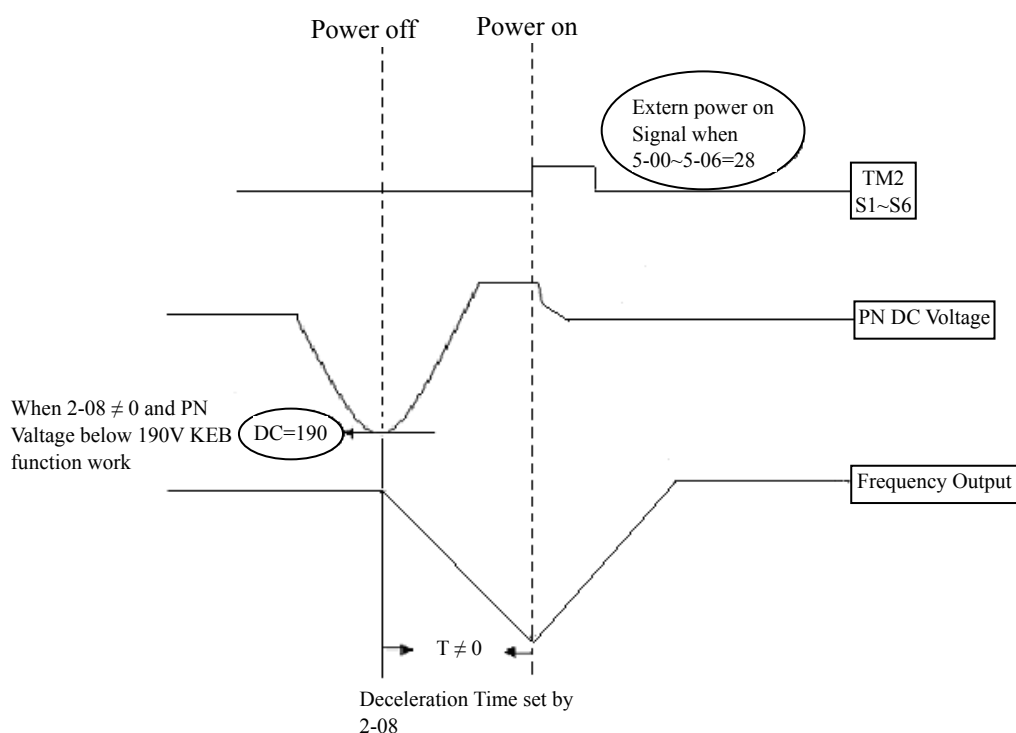 Power off
Power on
Extern power on
Signal when
5-00~5-06=28
TM2
S1~S6
PN DC Voltage
When 2-08 ≠ 0 and PN
Valtage below 190V KEB
function work
DC=190
Frequency Output
T ≠ 0
Deceleration Time set by
2-08